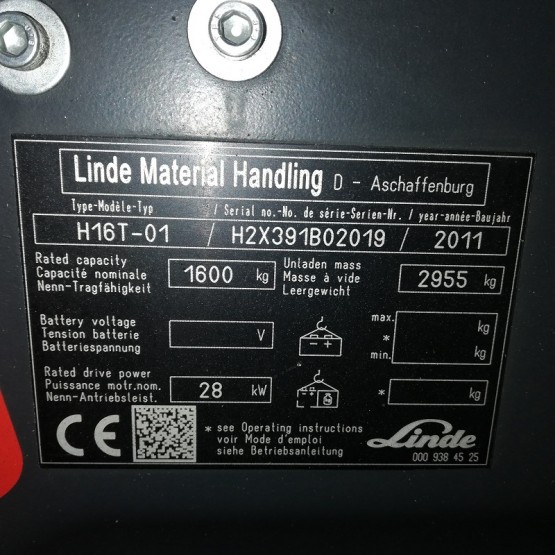 Linde Material Handling D - Aschaffenburg
Type-Modèle-Typ / Serial no.-No. de série-Serien-Nr. / year-année-Baujahr
H16T-01 / H2X391B02019 / 2011
Rated capacity
Capacité nominale
Nenn-Tragfähigkeit
1600 kg
Unladen mass
Masse à vide
Leergewicht
2955 kg
Battery voltage
Tension batterie
Batteriespannung
V
- +
max. kg
*
min. kg
Rated drive power
Puissance motr.nom.
Nenn-Antriebsleist.
28 kW
- +
* kg
CE
* see Operating instructions
voir Mode d'emploi
siehe Betriebsanleitung
Linde
000 938 45 25